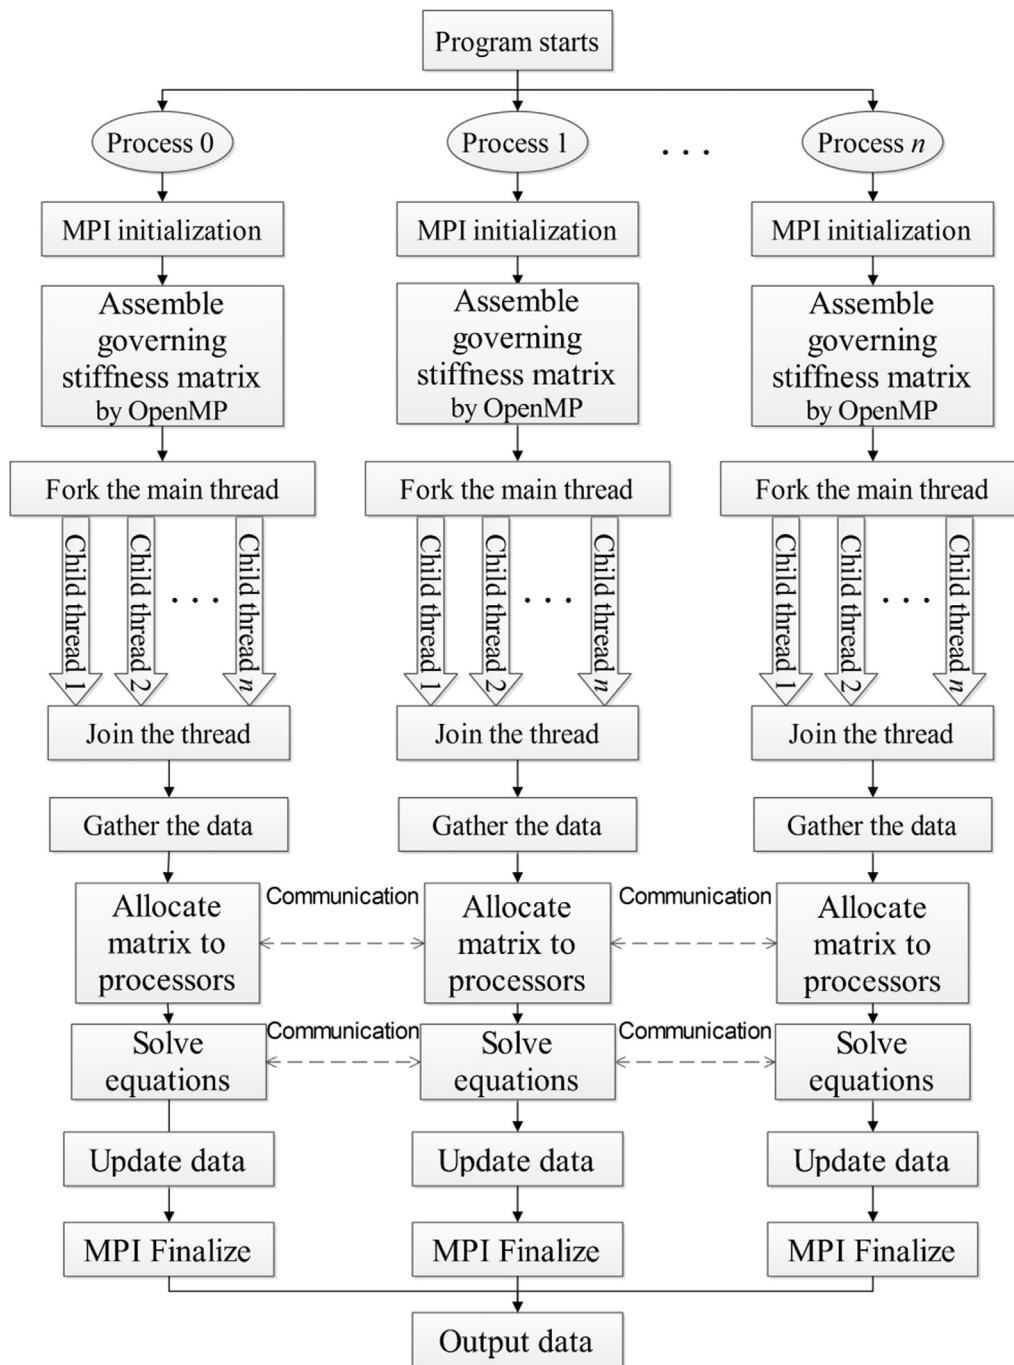 Program starts
Process 0
Process 1
. . .
Process n
MPI initialization
MPI initialization
MPI initialization
Assemble
governing
stiffness matrix
by OpenMP
Assemble
governing
stiffness matrix
by OpenMP
Assemble
governing
stiffness matrix
by OpenMP
Fork the main thread
Fork the main thread
Fork the main thread
Child thread 1
Child thread 2
. . .
Child thread n
Child thread 1
Child thread 2
. . .
Child thread n
Child thread 1
Child thread 2
. . .
Child thread n
Join the thread
Join the thread
Join the thread
Gather the data
Gather the data
Gather the data
Allocate
matrix to
processors
Communication
Allocate
matrix to
processors
Communication
Allocate
matrix to
processors
Solve
equations
Communication
Solve
equations
Communication
Solve
equations
Update data
Update data
Update data
MPI Finalize
MPI Finalize
MPI Finalize
Output data